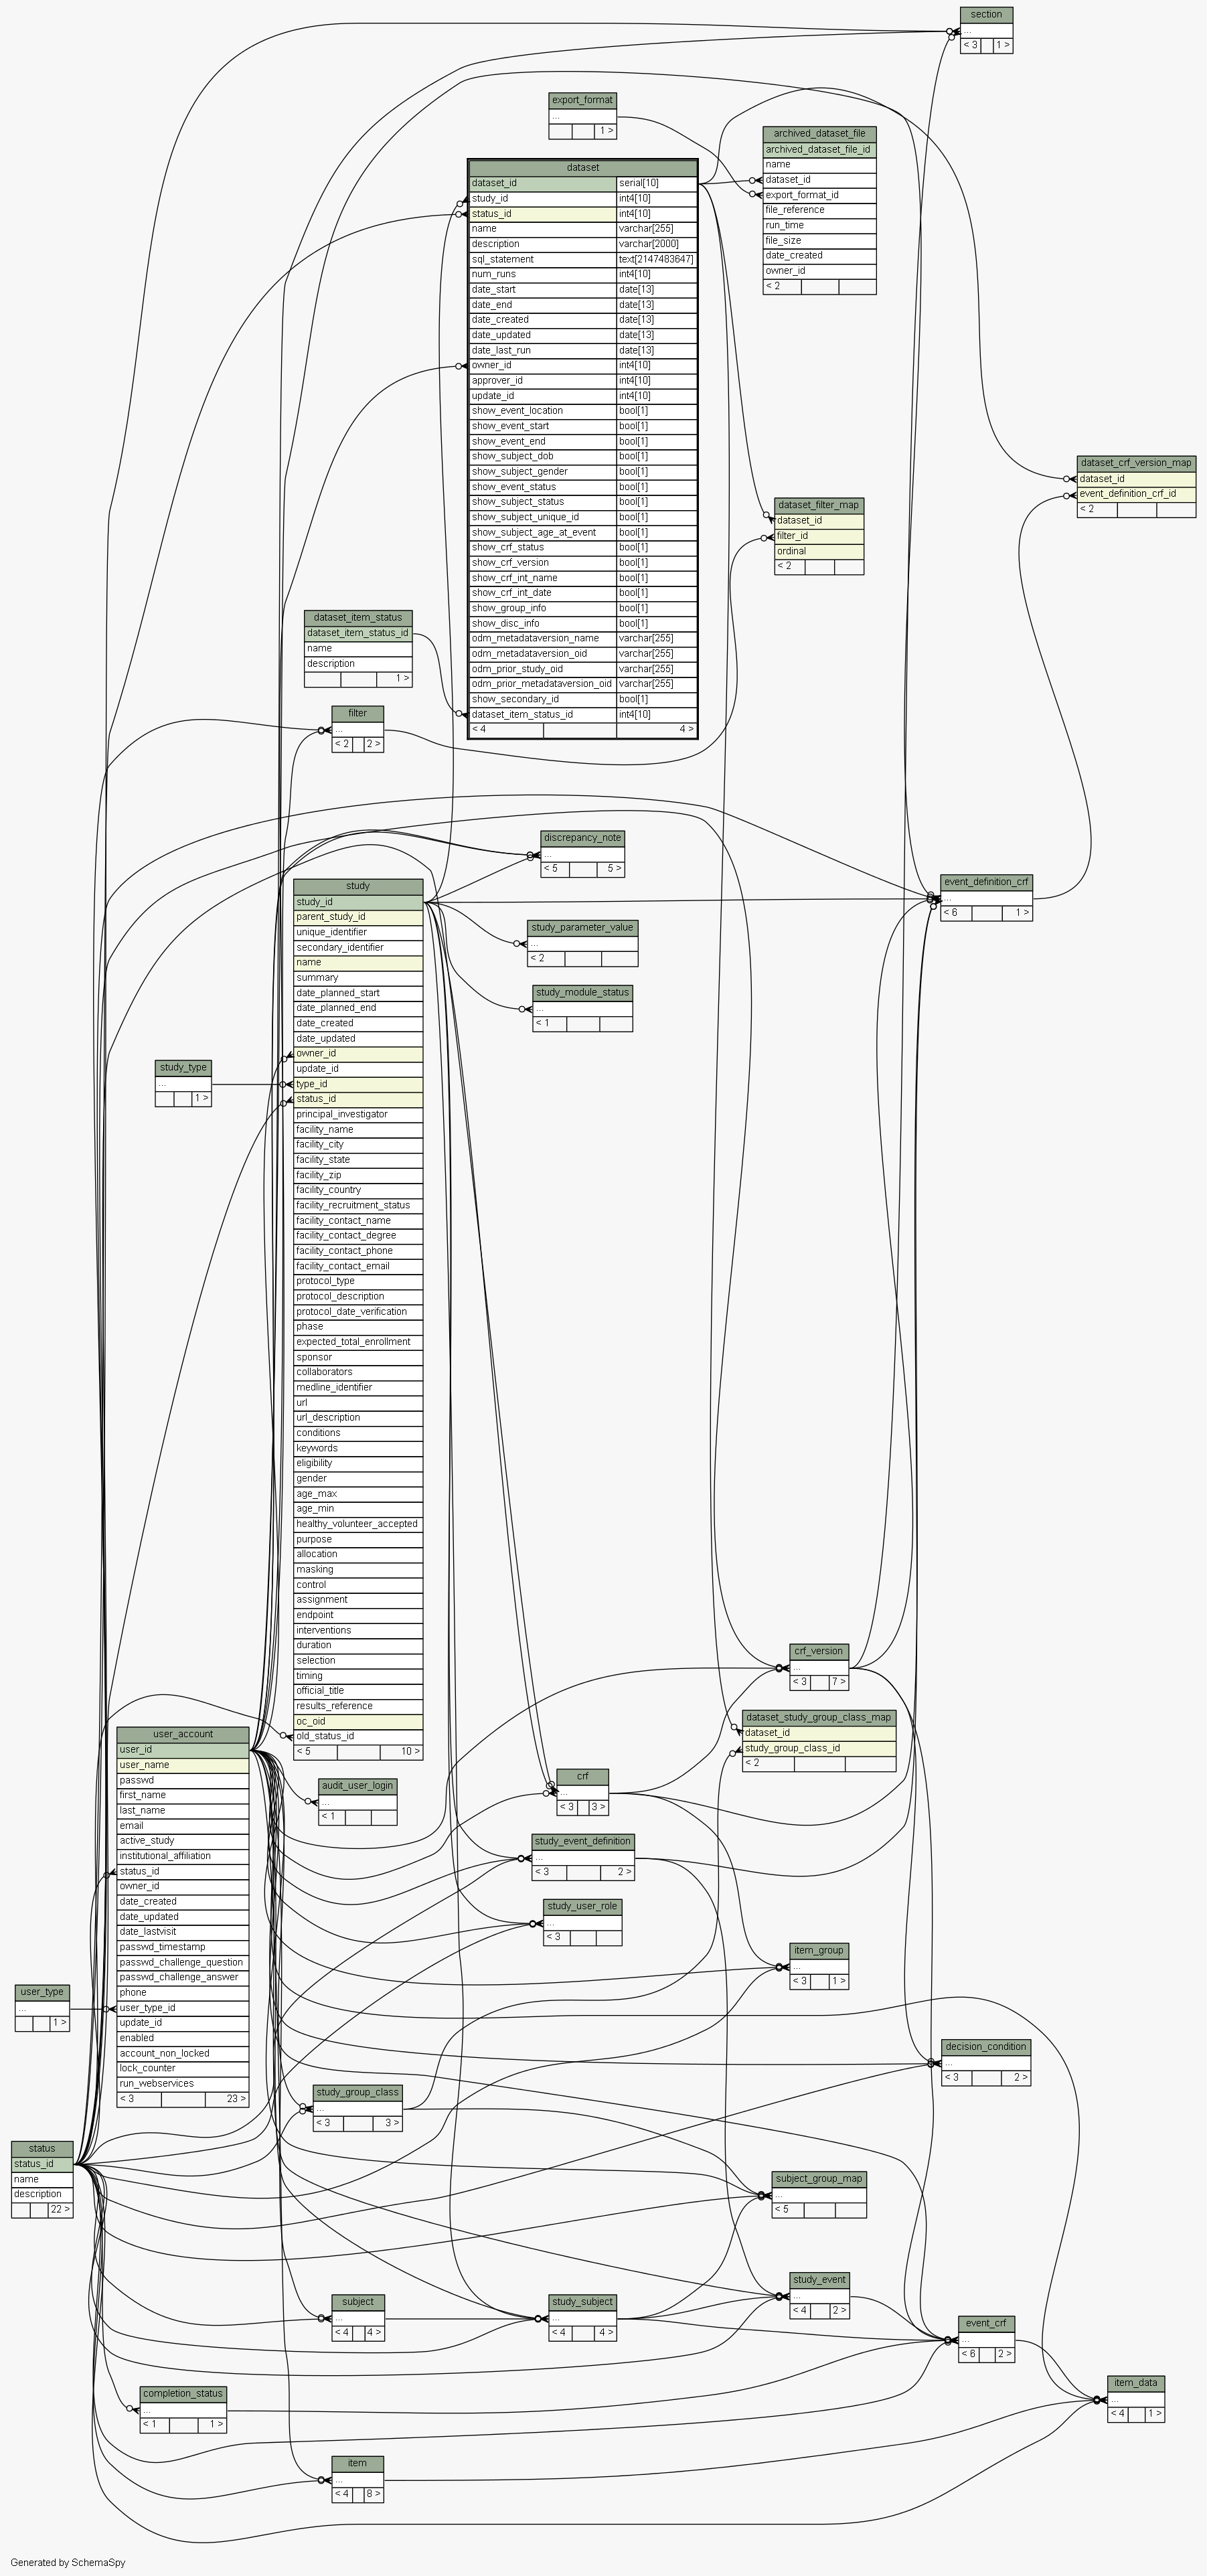 section
...
< 3 1 >
export_format
...
1 >
archived_dataset_file
archived_dataset_file_id
name
dataset_id
export_format_id
file_reference
run_time
file_size
date_created
owner_id
< 2
dataset
dataset_id serial[10]
study_id int4[10]
status_id int4[10]
name varchar[255]
description varchar[2000]
sql_statement text[2147483647]
num_runs int4[10]
date_start date[13]
date_end date[13]
date_created date[13]
date_updated date[13]
date_last_run date[13]
owner_id int4[10]
approver_id int4[10]
update_id int4[10]
show_event_location bool[1]
show_event_start bool[1]
show_event_end bool[1]
show_subject_dob bool[1]
show_subject_gender bool[1]
show_event_status bool[1]
show_subject_status bool[1]
show_subject_unique_id bool[1]
show_subject_age_at_event bool[1]
show_crf_status bool[1]
show_crf_version bool[1]
show_crf_int_name bool[1]
show_crf_int_date bool[1]
show_group_info bool[1]
show_disc_info bool[1]
odm_metadataversion_name varchar[255]
odm_metadataversion_oid varchar[255]
odm_prior_study_oid varchar[255]
odm_prior_metadataversion_oid varchar[255]
show_secondary_id bool[1]
dataset_item_status_id int4[10]
< 4 4 >
dataset_crf_version_map
dataset_id
event_definition_crf_id
< 2
dataset_filter_map
dataset_id
filter_id
ordinal
< 2
dataset_item_status
dataset_item_status_id
name
description
1 >
filter
...
< 2 2 >
discrepancy_note
...
< 5 5 >
event_definition_crf
...
< 6 1 >
study
study_id
parent_study_id
unique_identifier
secondary_identifier
name
summary
date_planned_start
date_planned_end
date_created
date_updated
owner_id
update_id
type_id
status_id
principal_investigator
facility_name
facility_city
facility_state
facility_zip
facility_country
facility_recruitment_status
facility_contact_name
facility_contact_degree
facility_contact_phone
facility_contact_email
protocol_type
protocol_description
protocol_date_verification
phase
expected_total_enrollment
sponsor
collaborators
medline_identifier
url
url_description
conditions
keywords
eligibility
gender
age_max
age_min
healthy_volunteer_accepted
purpose
allocation
masking
control
assignment
endpoint
interventions
duration
selection
timing
official_title
results_reference
oc_oid
old_status_id
< 5 10 >
study_parameter_value
...
< 2
study_module_status
...
< 1
study_type
...
1 >
crf_version
...
< 3 7 >
dataset_study_group_class_map
dataset_id
study_group_class_id
< 2
user_account
user_id
user_name
passwd
first_name
last_name
email
active_study
institutional_affiliation
status_id
owner_id
date_created
date_updated
date_lastvisit
passwd_timestamp
passwd_challenge_question
passwd_challenge_answer
phone
user_type_id
update_id
enabled
account_non_locked
lock_counter
run_webservices
< 3 23 >
audit_user_login
...
< 1
crf
...
< 3 3 >
study_event_definition
...
< 3 2 >
study_user_role
...
< 3
item_group
...
< 3 1 >
user_type
...
1 >
decision_condition
...
< 3 2 >
study_group_class
...
< 3 3 >
status
status_id
name
description
22 >
subject_group_map
...
< 5
study_event
...
< 4 2 >
subject
...
< 4 4 >
study_subject
...
< 4 4 >
event_crf
...
< 6 2 >
item_data
...
< 4 1 >
completion_status
...
< 1 1 >
item
...
< 4 8 >
Generated by SchemaSpy